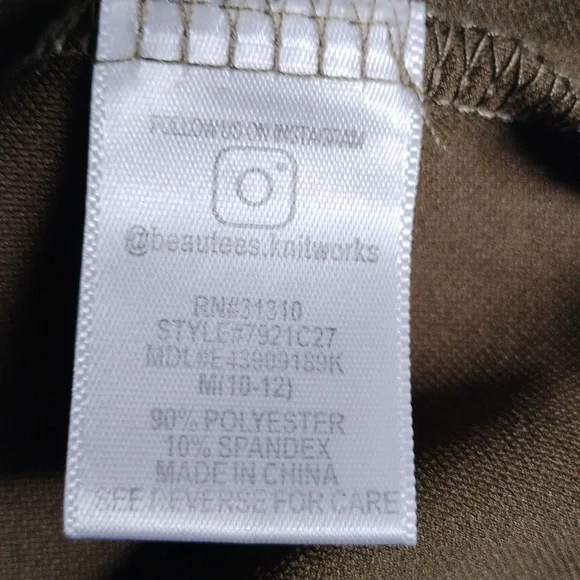 FOLLOW US ON INSTAGRAM
@beautees.knitworks
RN#31310
STYLE#7921C27
MDL#E43909189K
M(10-12)
90% POLYESTER
10% SPANDEX
MADE IN CHINA
SEE REVERSE FOR CARE